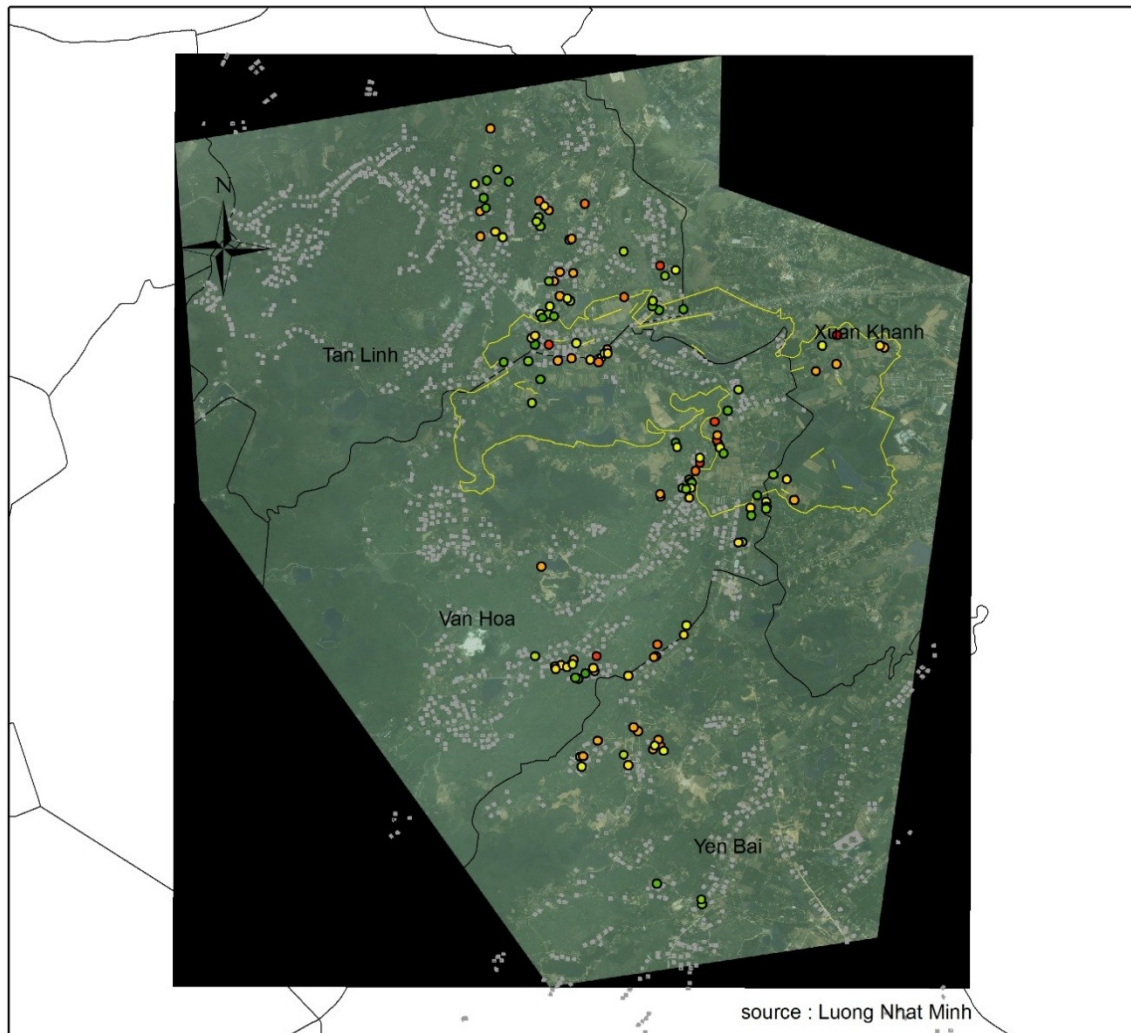 N
Xuan Khanh
Tan Linh
Van Hoa
Yen Bai
source : Luong Nhat Minh